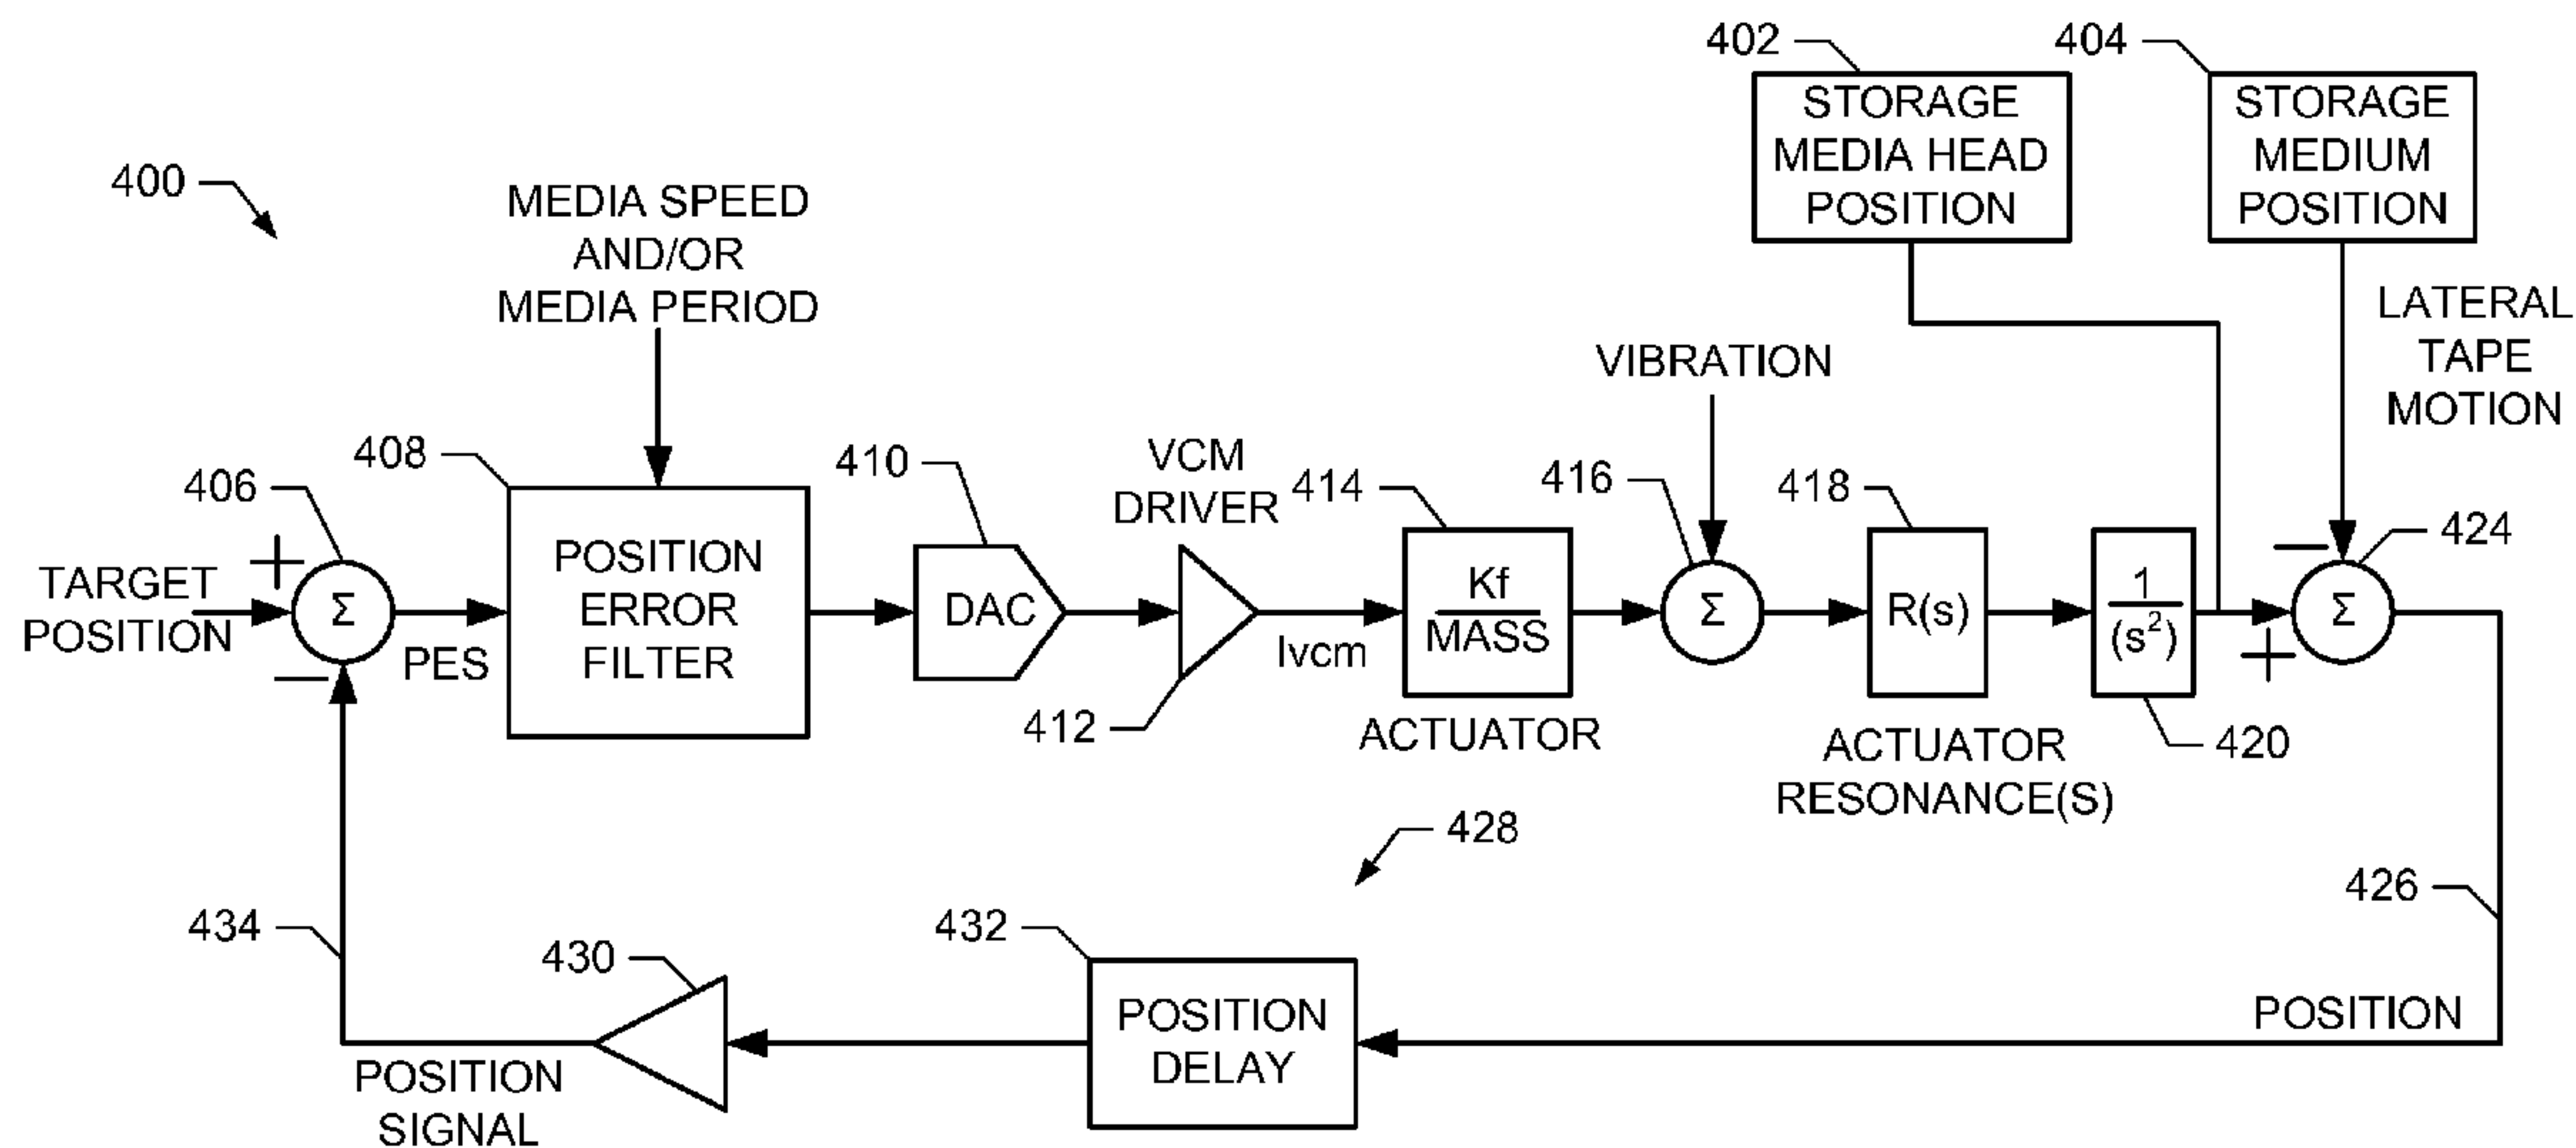 402
404
STORAGE
MEDIA HEAD
POSITION
STORAGE
MEDIUM
POSITION
400
MEDIA SPEED
AND/OR
MEDIA PERIOD
LATERAL
TAPE
MOTION
VIBRATION
408
410
VCM
DRIVER
406
414
416
418
424
+
TARGET
POSITION
Σ
−
PES
POSITION
ERROR
FILTER
DAC
412
Ivcm
Kf
MASS
ACTUATOR
Σ
R(s)
ACTUATOR
RESONANCE(S)
1
(s²)
420
−
+
Σ
428
426
434
430
432
POSITION
DELAY
POSITION
POSITION
SIGNAL